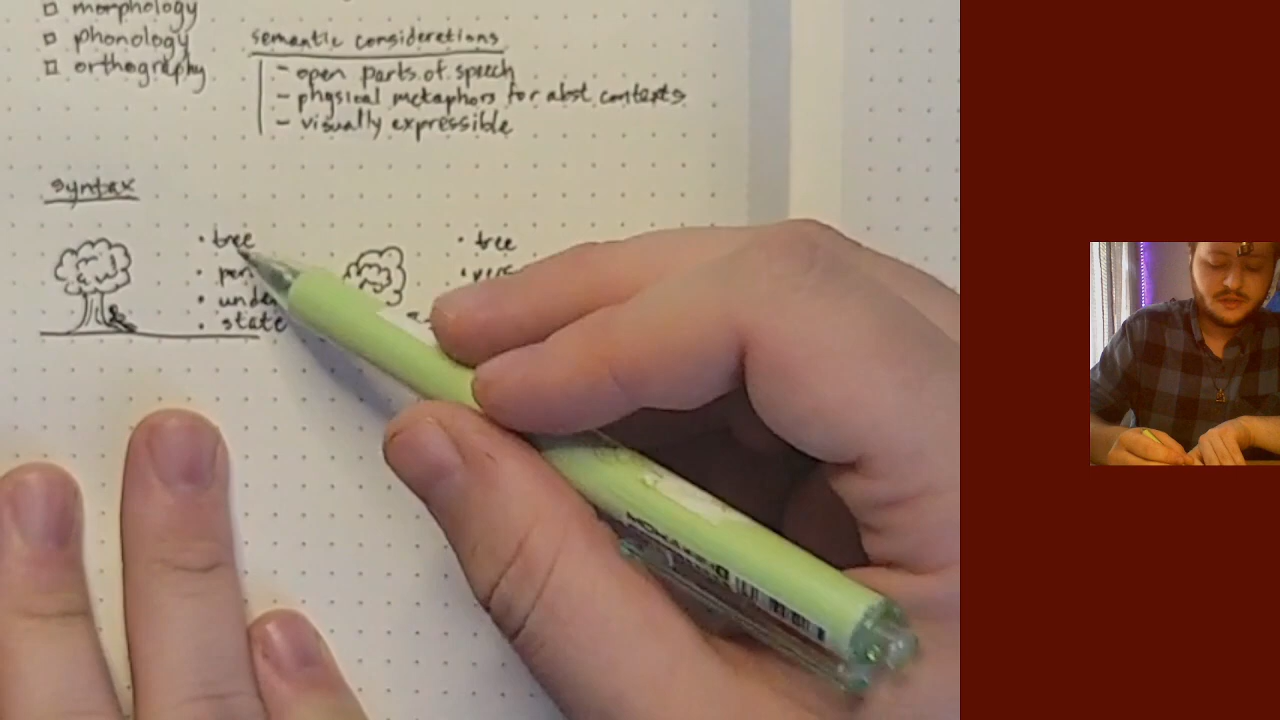 morphology
phonology
orthography
semantic considerations
- open parts of speech
- physical metaphors for abst. contexts
- visually expressible
syntax
• tree
• state
• tree